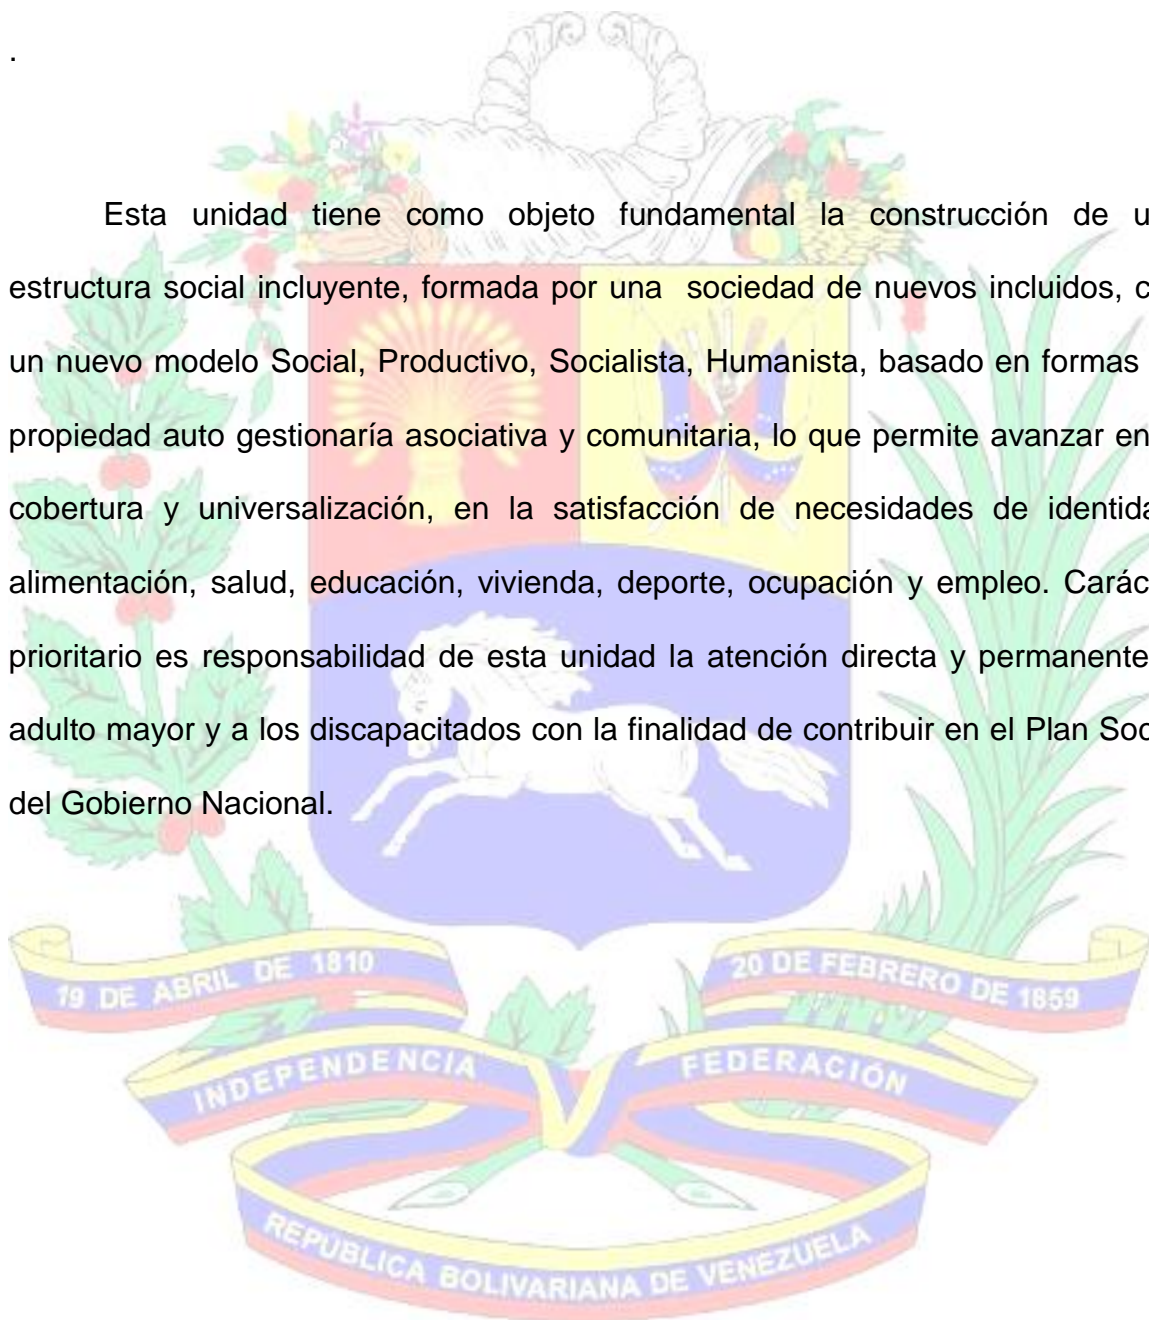 .
Esta unidad tiene como objeto fundamental la construcción de u
estructura social incluyente, formada por una sociedad de nuevos incluidos, c
un nuevo modelo Social, Productivo, Socialista, Humanista, basado en formas
propiedad auto gestionaría asociativa y comunitaria, lo que permite avanzar en
cobertura y universalización, en la satisfacción de necesidades de identida
alimentación, salud, educación, vivienda, deporte, ocupación y empleo. Carác
prioritario es responsabilidad de esta unidad la atención directa y permanente
adulto mayor y a los discapacitados con la finalidad de contribuir en el Plan Soc
del Gobierno Nacional.
19 DE ABRIL DE 1810
20 DE FEBRERO DE 1859
INDEPENDENCIA
FEDERACIÓN
REPÚBLICA BOLIVARIANA DE VENEZUELA